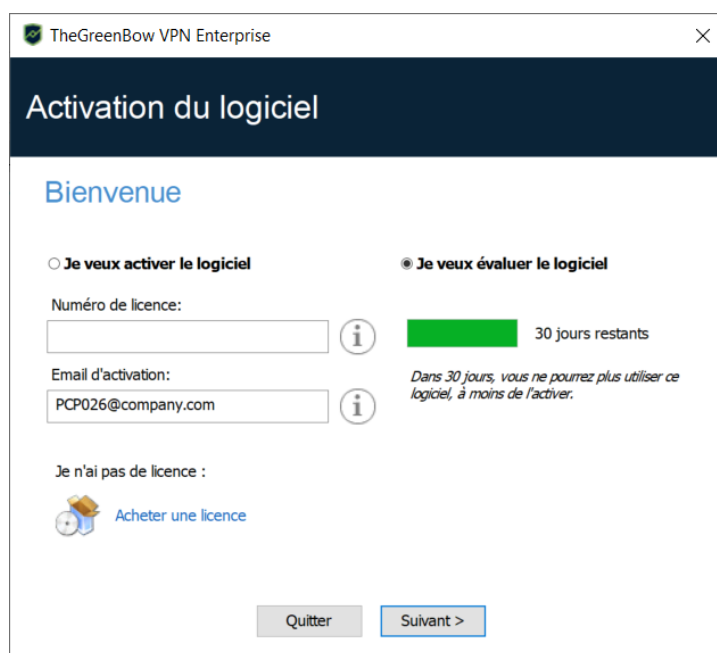 TheGreenBow VPN Enterprise
Activation du logiciel
Bienvenue
Je veux activer le logiciel
Numéro de licence:
Email d'activation:
PCP026@company.com
Je n'ai pas de licence :
Acheter une licence
Je veux évaluer le logiciel
30 jours restants
Dans 30 jours, vous ne pourrez plus utiliser ce
logiciel, à moins de l'activer.
Quitter
Suivant >